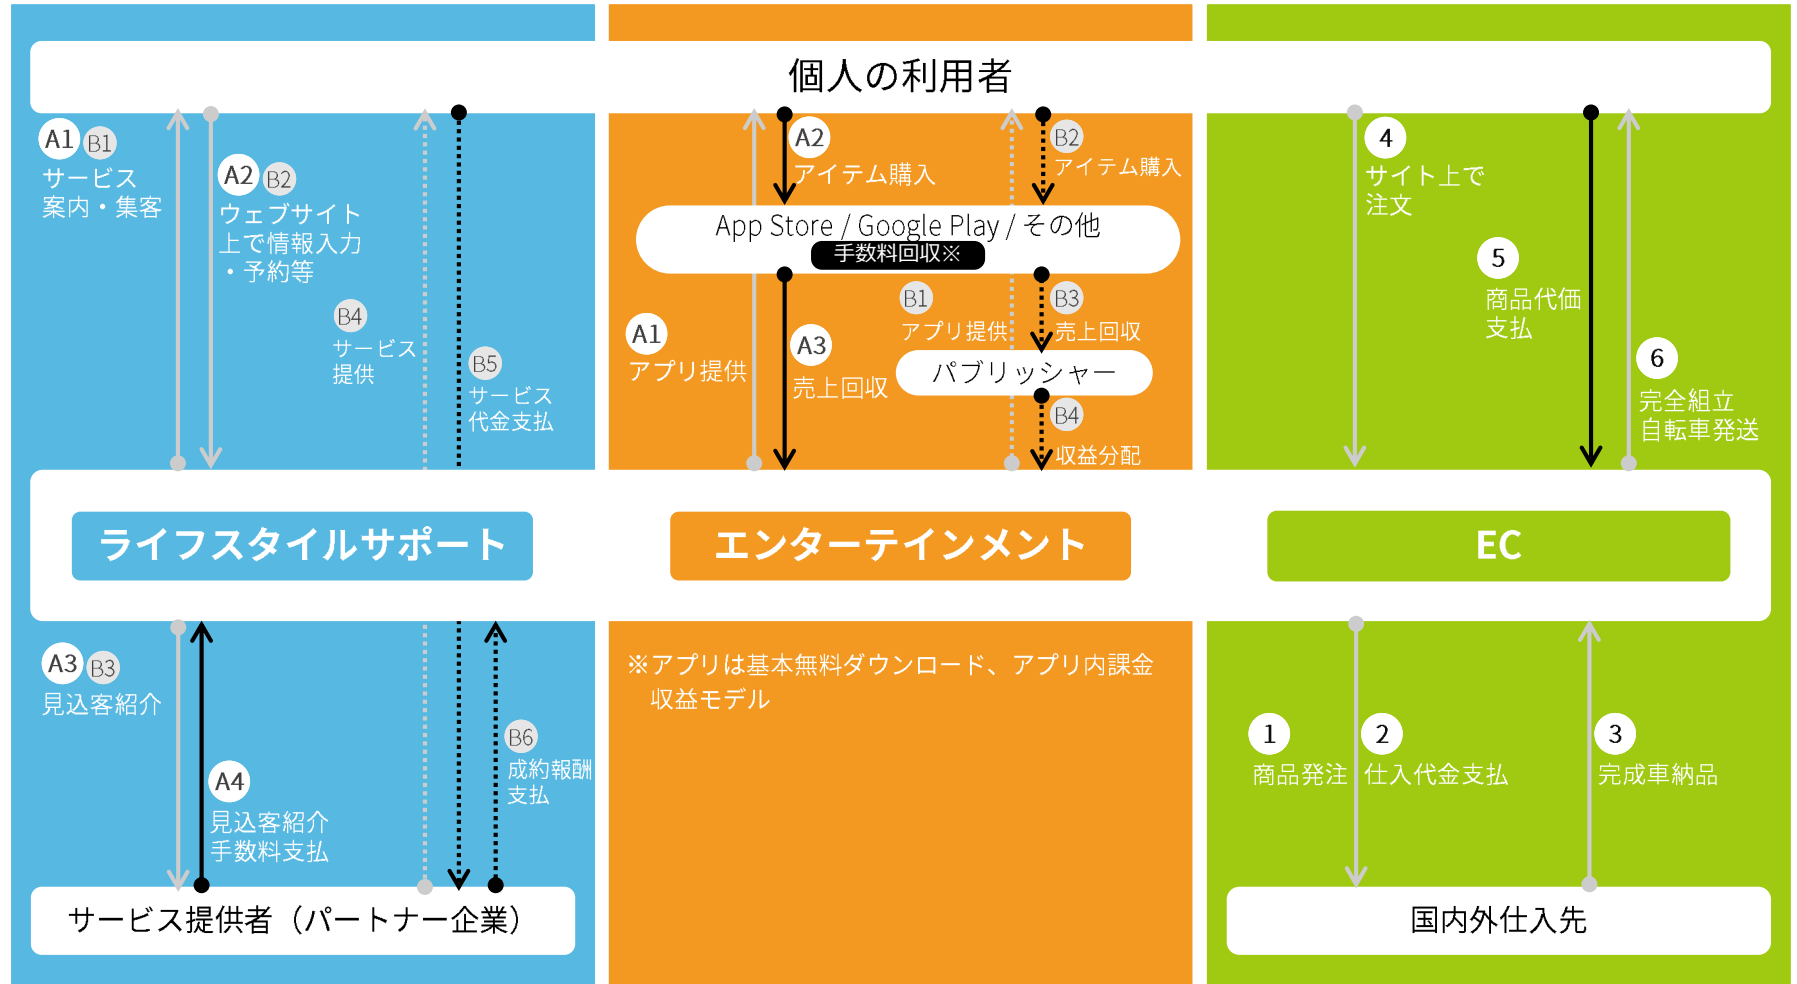 個人の利用者
A1 B1
サービス
案内・集客
A2 B2
ウェブサイト
上で情報入力
・予約等
B4
サービス
提供
B5
サービス
代金支払
ライフスタイルサポート
A3 B3
見込客紹介
A4
見込客紹介
手数料支払
B6
成約報酬
支払
サービス提供者（パートナー企業）
A2
アイテム購入
B2
アイテム購入
App Store / Google Play / その他
手数料回収※
A1
アプリ提供
A3
売上回収
B1
アプリ提供
B3
売上回収
パブリッシャー
B4
収益分配
エンターテインメント
※アプリは基本無料ダウンロード、アプリ内課金
収益モデル
4
サイト上で
注文
5
商品代価
支払
6
完全組立
自転車発送
EC
1
商品発注
2
仕入代金支払
3
完成車納品
国内外仕入先